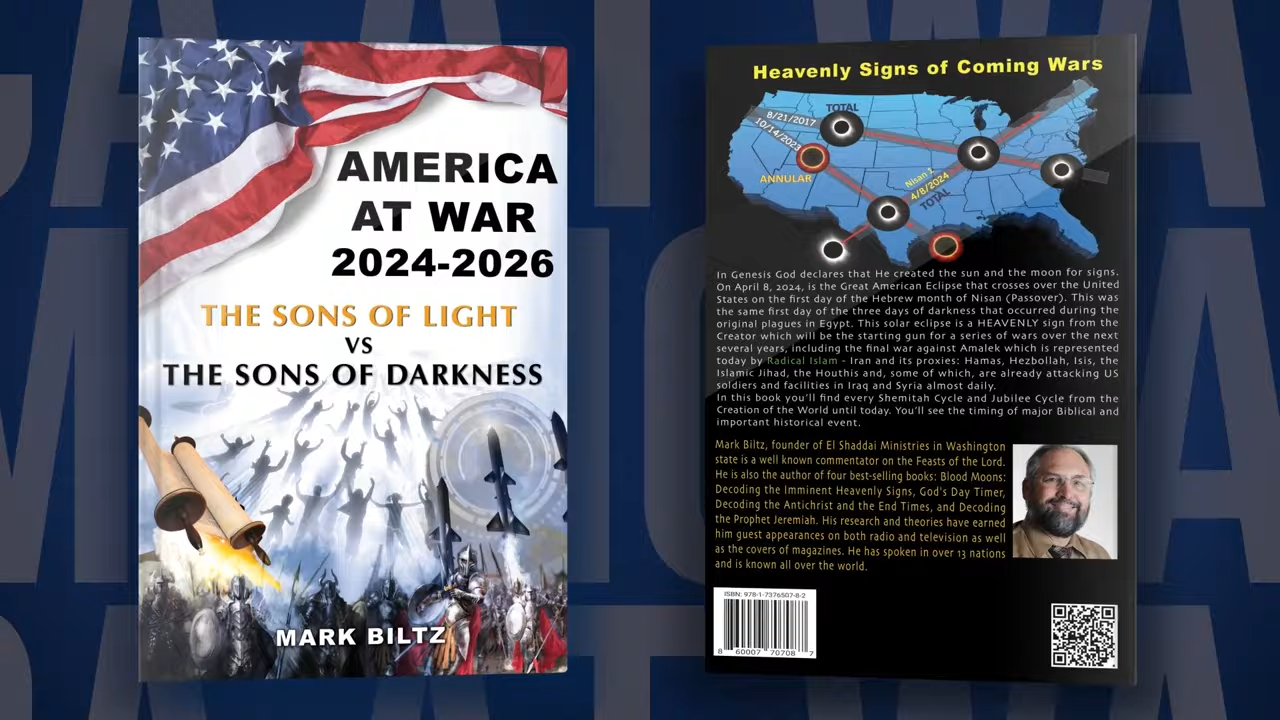 AMERICA
AT WAR
2024-2026
THE SONS OF LIGHT
VS
THE SONS OF DARKNESS
MARK BILTZ
Heavenly Signs of Coming Wars
TOTAL
8/21/2017
10/14/2023
ANNULAR
Nisan 1
4/8/2024
TOTAL
In Genesis God declares that He created the sun and the moon for signs.
On April 8, 2024, is the Great American Eclipse that crosses over the United
States on the first day of the Hebrew month of Nisan (Passover). This was
the same first day of the three days of darkness that occurred during the
original plagues in Egypt. This solar eclipse is a HEAVENLY sign from the
Creator which will be the starting gun for a series of wars over the next
several years, including the final war against Amalek which is represented
today by Radical Islam - Iran and its proxies: Hamas, Hezbollah, Isis, the
Islamic Jihad, the Houthis and, some of which, are already attacking US
soldiers and facilities in Iraq and Syria almost daily.
In this book you'll find every Shemitah Cycle and Jubilee Cycle from the
Creation of the World until today. You'll see the timing of major Biblical and
important historical event.
Mark Biltz, founder of El Shaddai Ministries in Washington
state is a well known commentator on the Feasts of the Lord.
He is also the author of four best-selling books: Blood Moons:
Decoding the Imminent Heavenly Signs, God's Day Timer,
Decoding the Antichrist and the End Times, and Decoding
the Prophet Jeremiah. His research and theories have earned
him guest appearances on both radio and television as well
as the covers of magazines. He has spoken in over 13 nations
and is known all over the world.
ISBN: 978-1-7376507-8-2
8 60007 70708 7